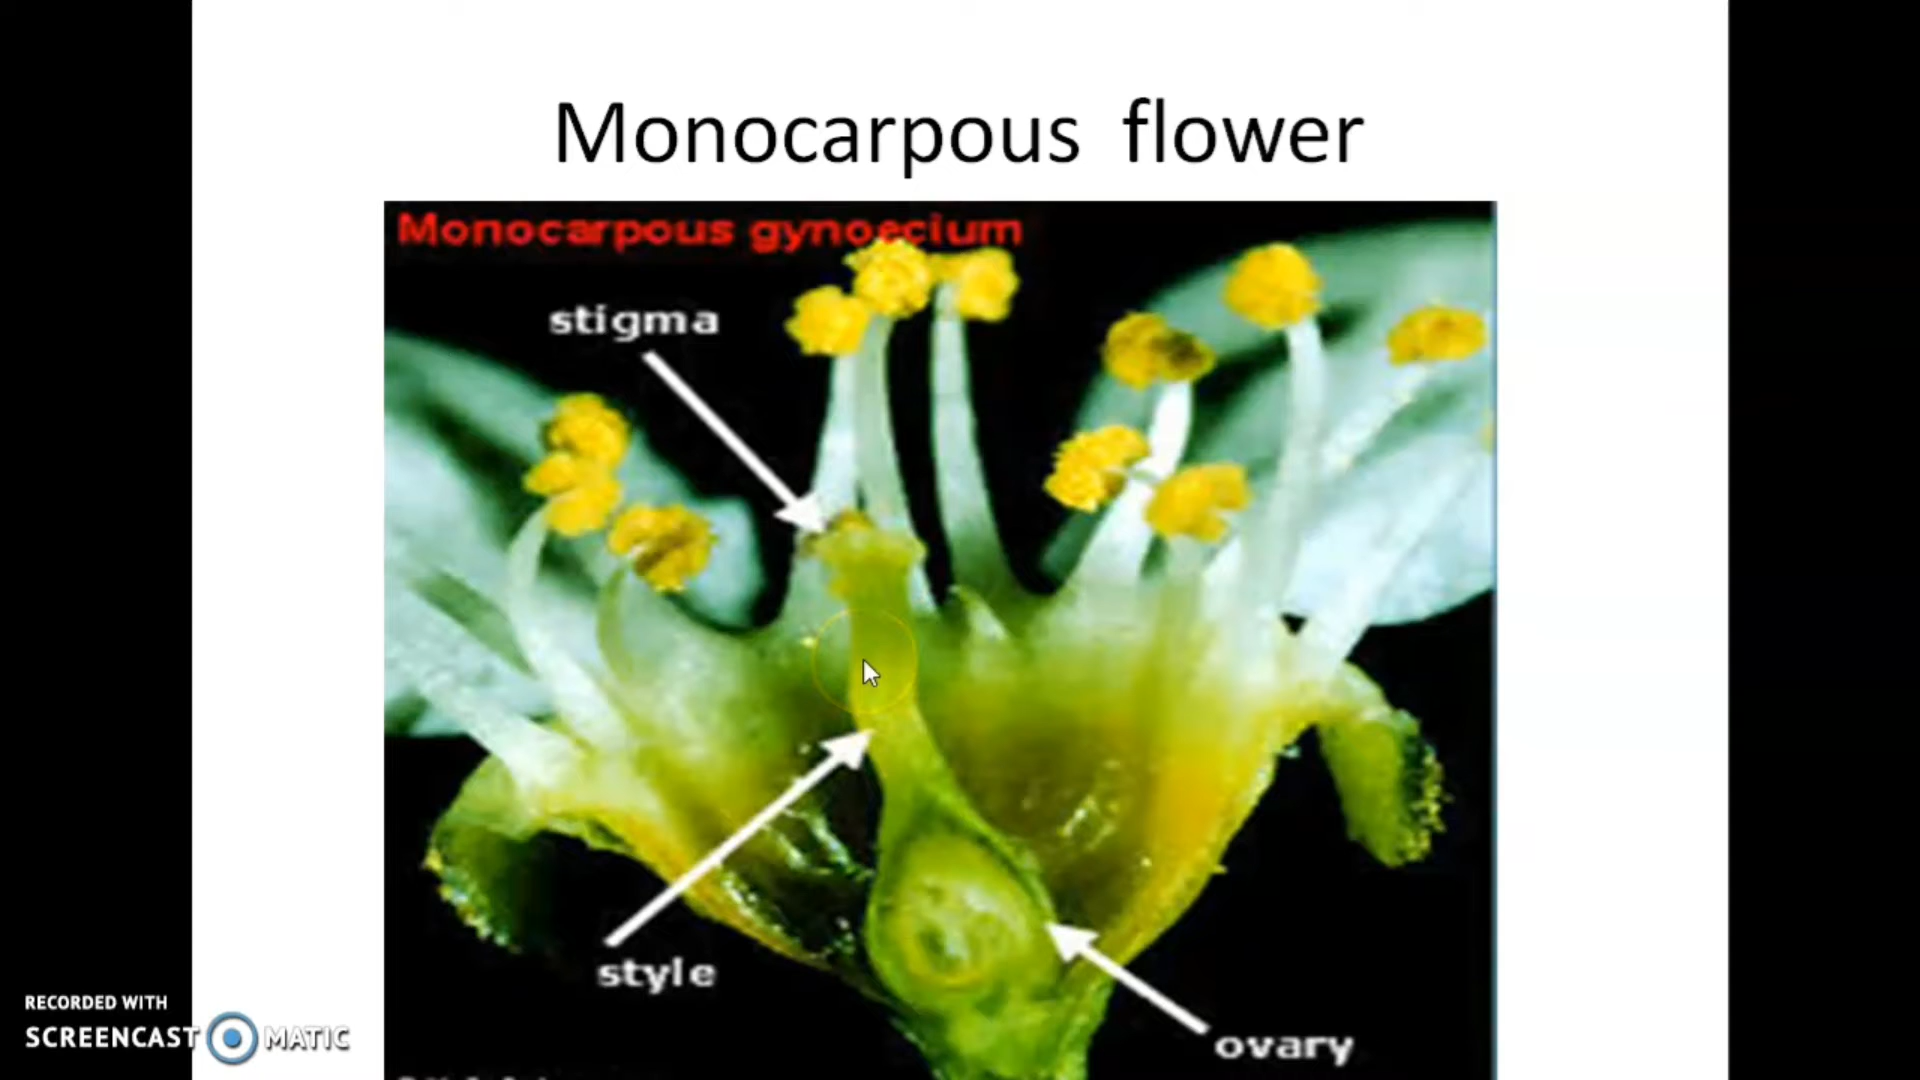 Monocarpous flower
Monocarpous gynoecium
stigma
style
ovary
RECORDED WITH
SCREENCAST MATIC